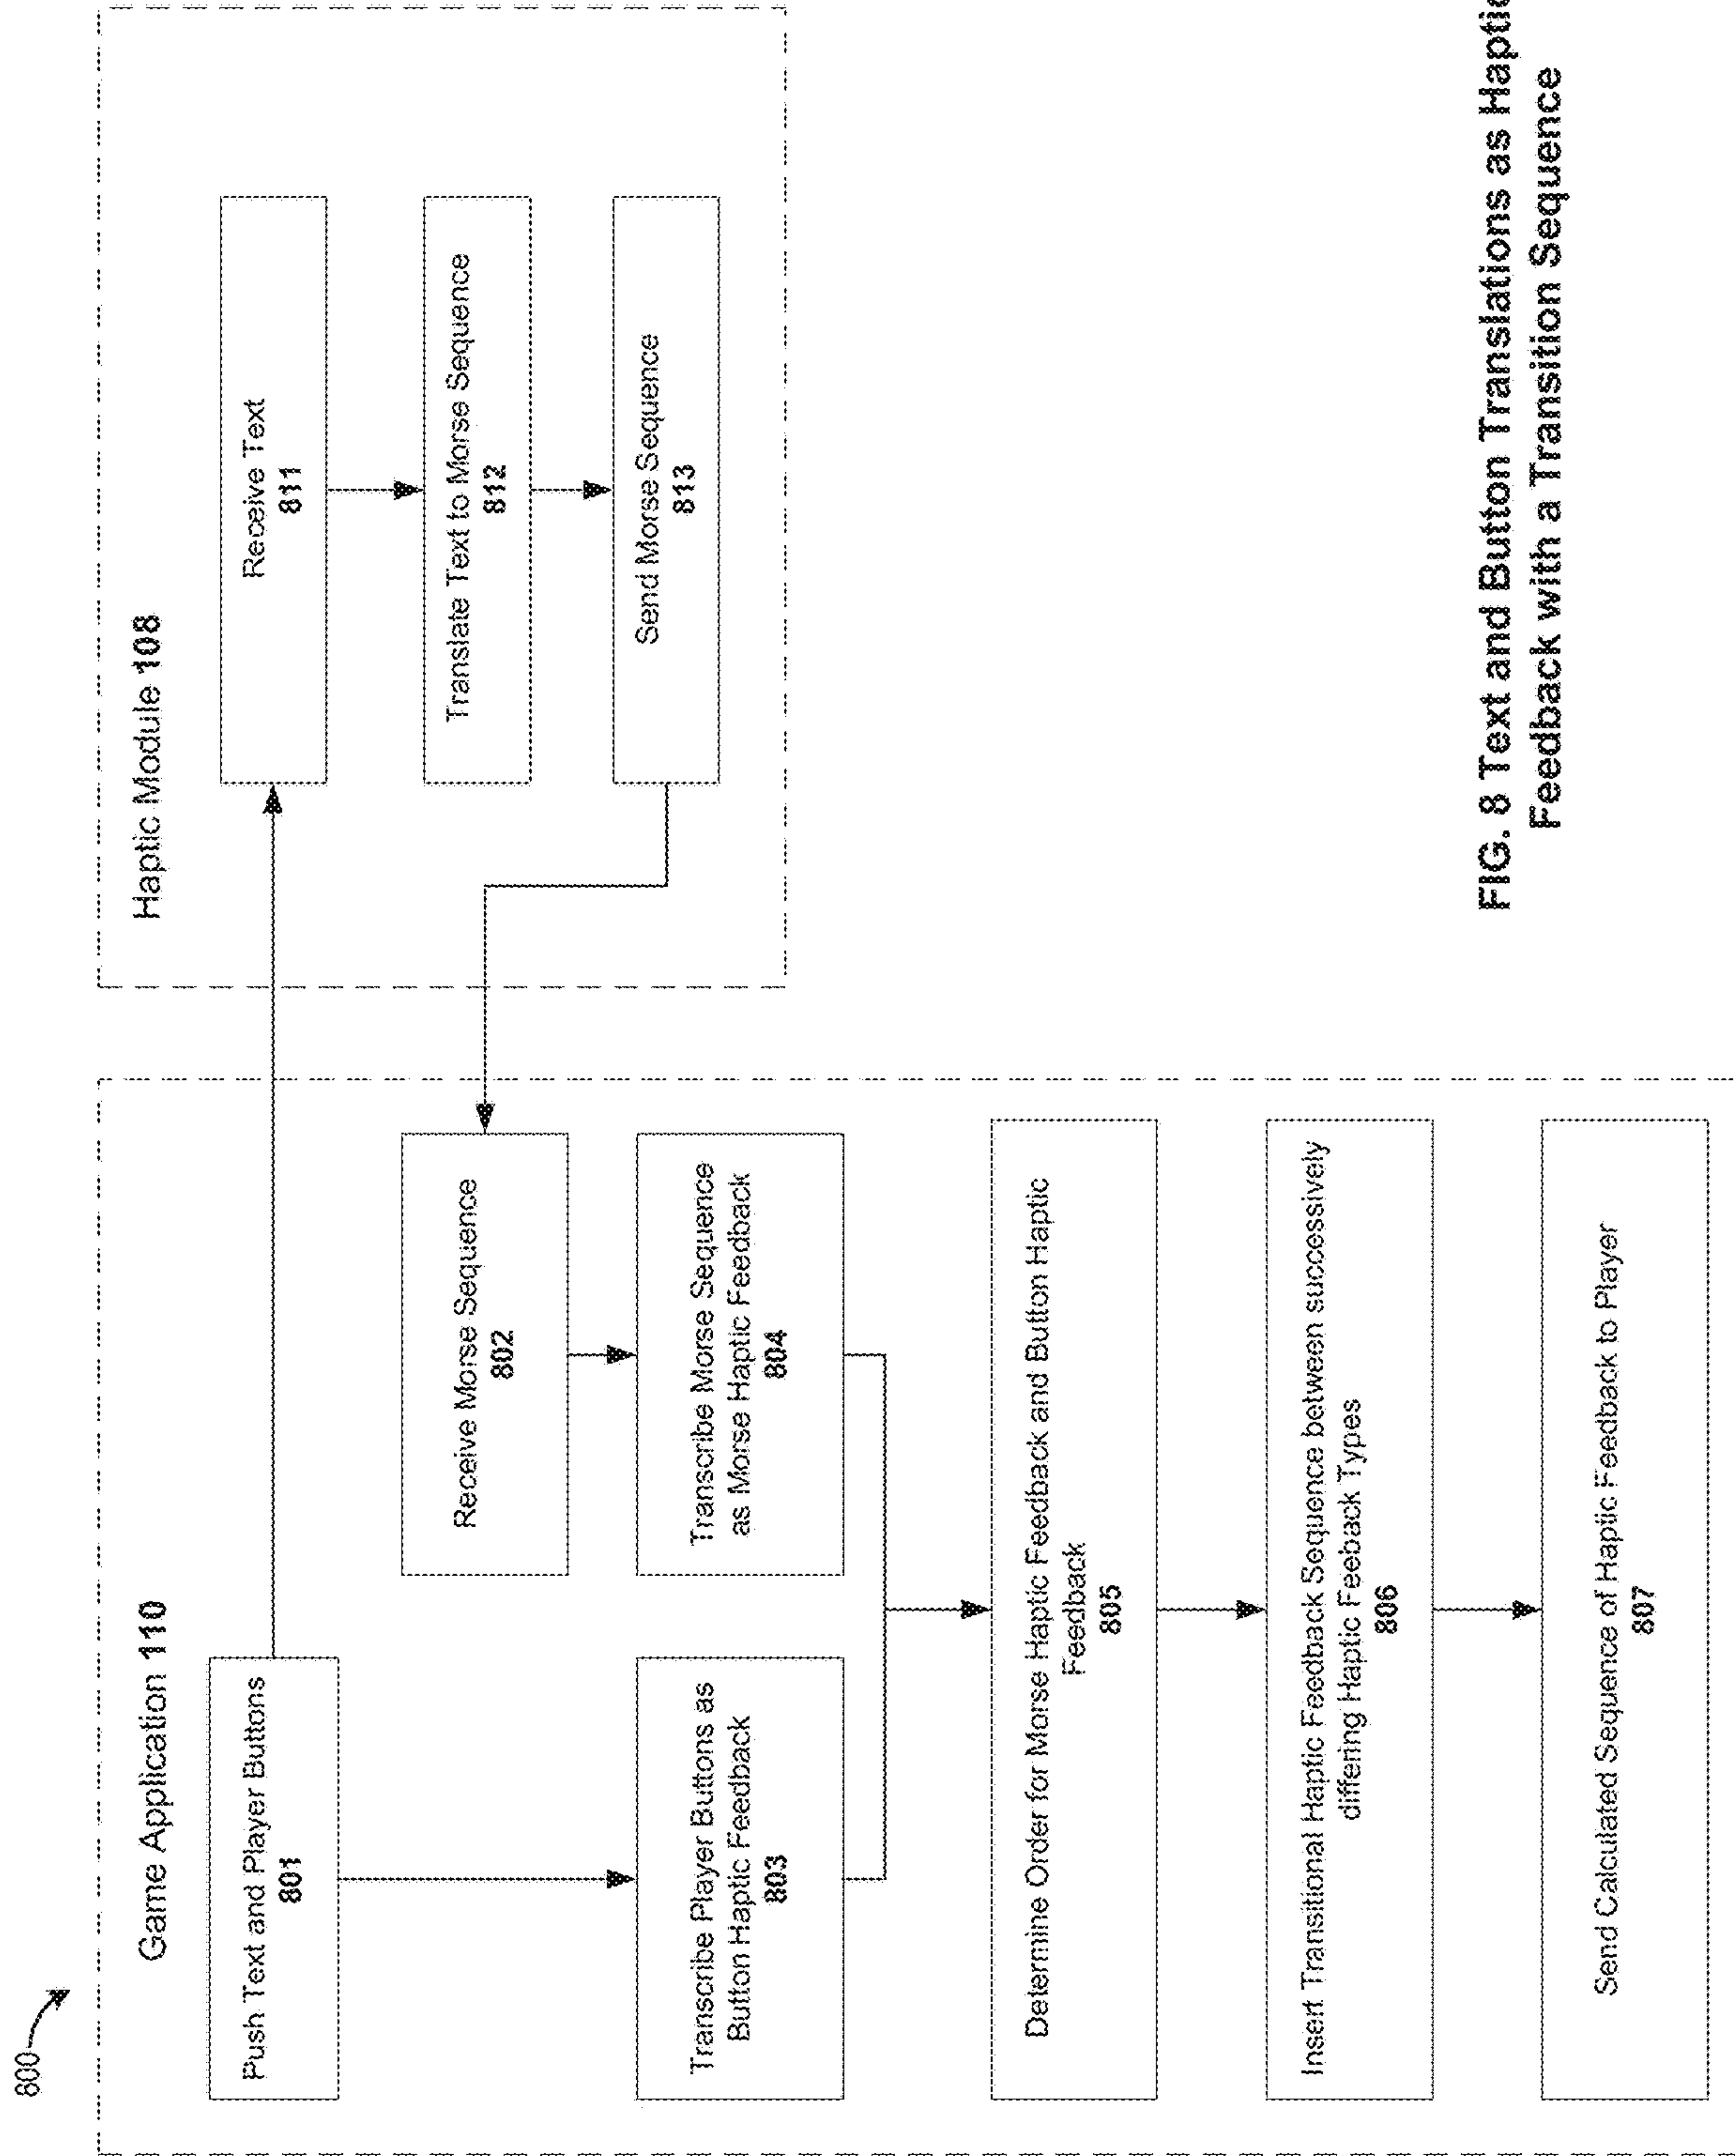 800
Game Application 110
Push Text and Player Buttons
801
Receive Morse Sequence
802
Transcribe Player Buttons as
Button Haptic Feedback
803
Transcribe Morse Sequence
as Morse Haptic Feedback
804
Determine Order for Morse Haptic Feedback and Button Haptic
Feedback
805
Insert Transitional Haptic Feedback Sequence between successively
differing Haptic Feeback Types
806
Send Calculated Sequence of Haptic Feedback to Player
807
Haptic Module 108
Receive Text
811
Translate Text to Morse Sequence
812
Send Morse Sequence
813
FIG. 8 Text and Button Translations as Haptic
Feedback with a Transition Sequence